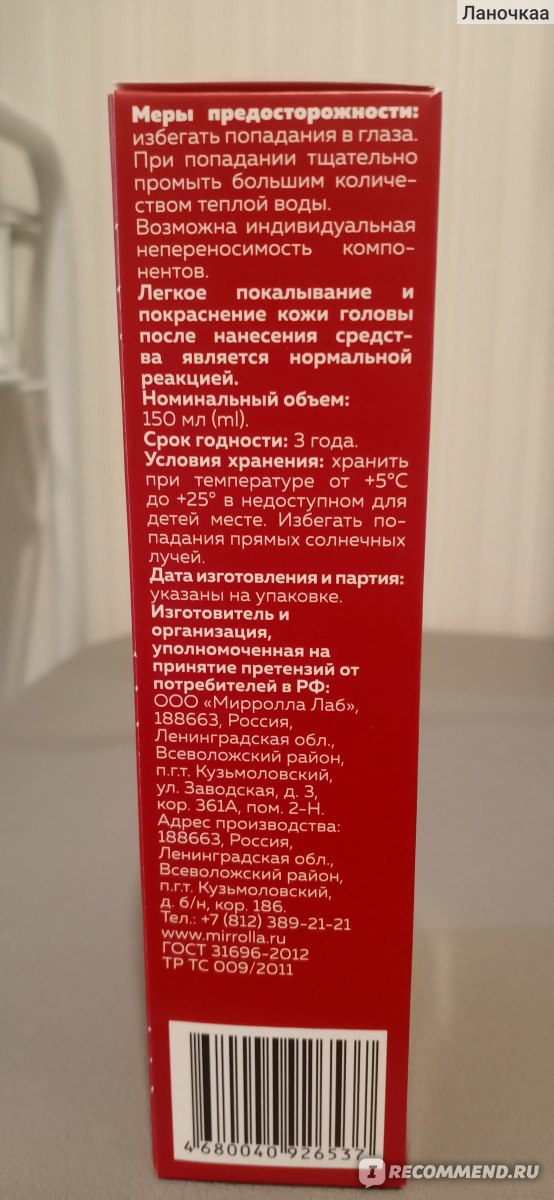 Ланочкаа
Меры предосторожности:
избегать попадания в глаза.
При попадании тщательно
промыть большим количе-
ством теплой воды.
Возможна индивидуальная
непереносимость компо-
нентов.
Легкое покалывание и
покраснение кожи головы
после нанесения средст-
ва является нормальной
реакцией.
Номинальный объем:
150 мл (ml).
Срок годности: 3 года.
Условия хранения: хранить
при температуре от +5°C
до +25° в недоступном для
детей месте. Избегать по-
падания прямых солнечных
лучей.
Дата изготовления и партия:
указаны на упаковке.
Изготовитель и
организация,
уполномоченная на
принятие претензий от
потребителей в РФ:
ООО «Мирролла Лаб»,
188663, Россия,
Ленинградская обл.,
Всеволожский район,
п.г.т. Кузьмоловский,
ул. Заводская, д. 3,
кор. 361А, пом. 2-Н.
Адрес производства:
188663, Россия,
Ленинградская обл.,
Всеволожский район,
п.г.т. Кузьмоловский,
д. б/н, кор. 186.
Тел.: +7 (812) 389-21-21
www.mirrolla.ru
ГОСТ 31696-2012
ТР ТС 009/2011
4 680040 926537
I RECOMMEND.RU